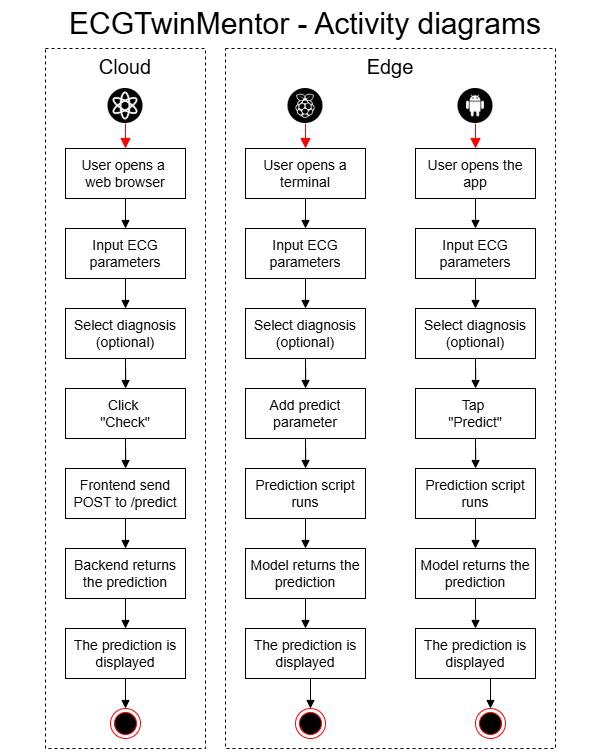 ECGTwinMentor - Activity diagrams
Cloud
User opens a
web browser
Input ECG
parameters
Select diagnosis
(optional)
Click
"Check"
Frontend send
POST to /predict
Backend returns
the prediction
The prediction is
displayed
Edge
User opens a
terminal
Input ECG
parameters
Select diagnosis
(optional)
Add predict
parameter
Prediction script
runs
Model returns the
prediction
The prediction is
displayed
User opens the
app
Input ECG
parameters
Select diagnosis
(optional)
Tap
"Predict"
Prediction script
runs
Model returns the
prediction
The prediction is
displayed